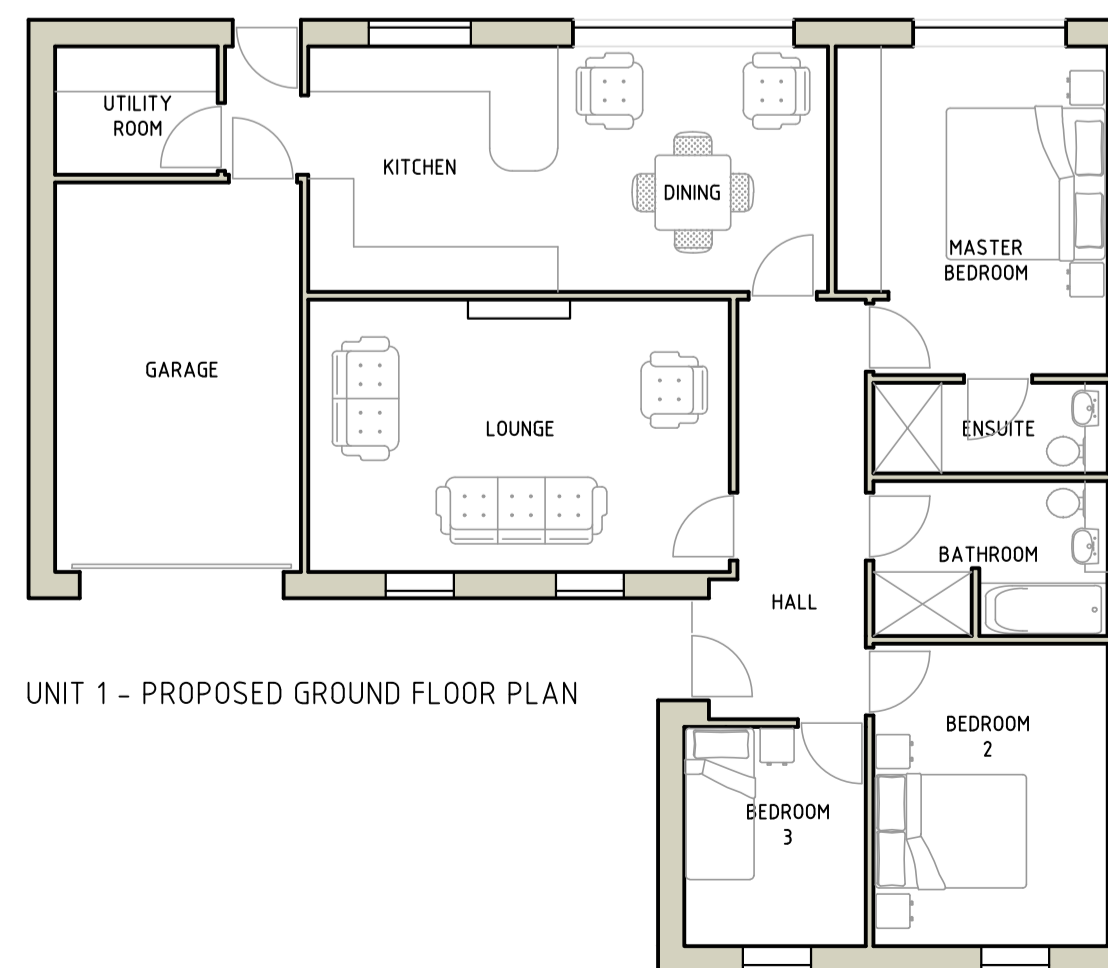 UTILITY
ROOM
KITCHEN
DINING
MASTER
BEDROOM
GARAGE
LOUNGE
ENSUITE
BATHROOM
HALL
UNIT 1 - PROPOSED GROUND FLOOR PLAN
BEDROOM
2
BEDROOM
3